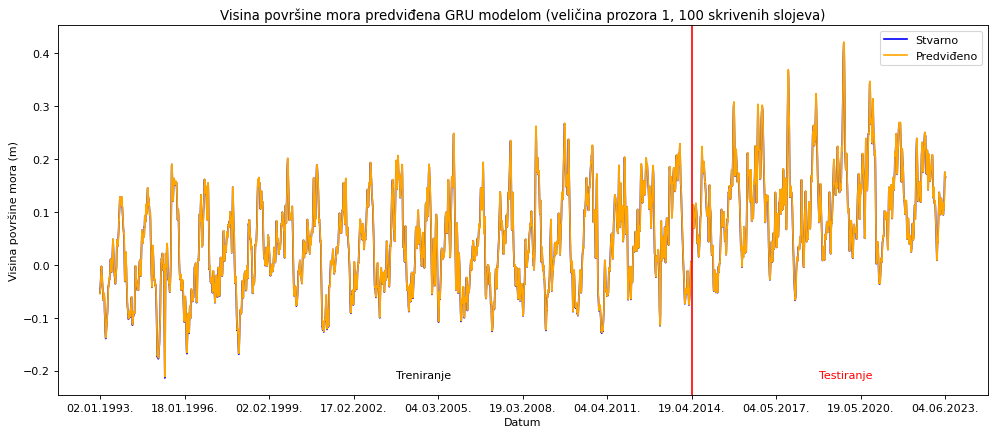 Visina površine mora predviđena GRU modelom (veličina prozora 1, 100 skrivenih slojeva)
Stvarno
Predviđeno
Visina površine mora (m)
0.4
0.3
0.2
0.1
0.0
−0.1
−0.2
Treniranje
Testiranje
02.01.1993.
18.01.1996.
02.02.1999.
17.02.2002.
04.03.2005.
19.03.2008.
04.04.2011.
19.04.2014.
04.05.2017.
19.05.2020.
04.06.2023.
Datum